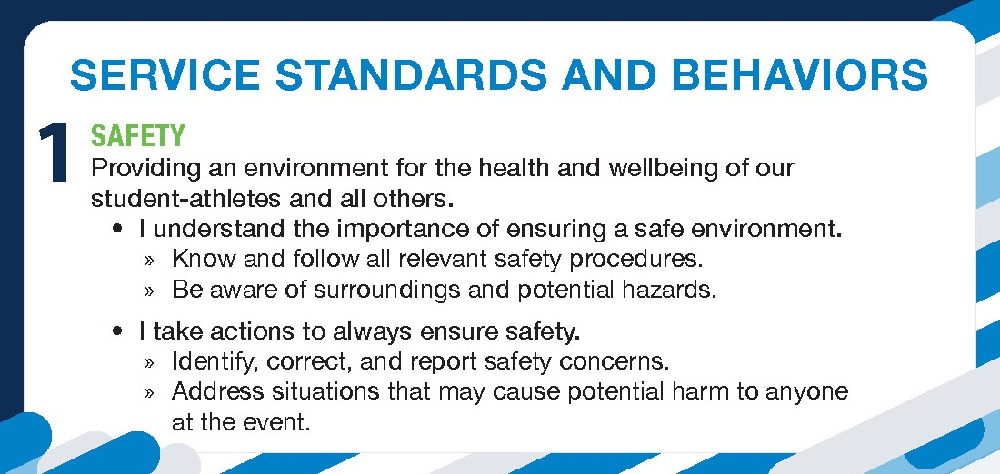 SERVICE STANDARDS AND BEHAVIORS
1 SAFETY
Providing an environment for the health and wellbeing of our
student-athletes and all others.
• I understand the importance of ensuring a safe environment.
» Know and follow all relevant safety procedures.
» Be aware of surroundings and potential hazards.
• I take actions to always ensure safety.
» Identify, correct, and report safety concerns.
» Address situations that may cause potential harm to anyone
at the event.